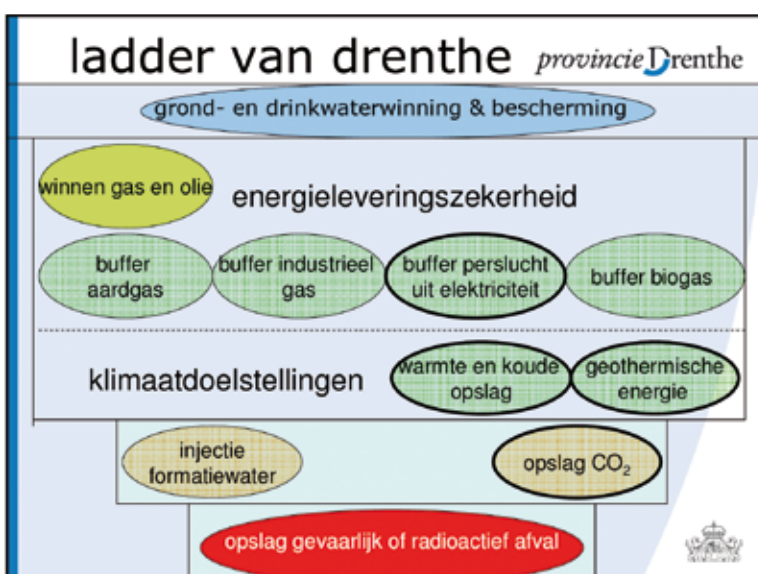 ladder van drenthe
provincie Drenthe
grond- en drinkwaterwinning & bescherming
winnen gas en olie
energieleveringszekerheid
buffer
aardgas
buffer industrieel
gas
buffer perslucht
uit elektriciteit
buffer biogas
klimaatdoelstellingen
warmte en koude
opslag
geothermische
energie
injectie
formatiewater
opslag CO₂
opslag gevaarlijk of radioactief afval